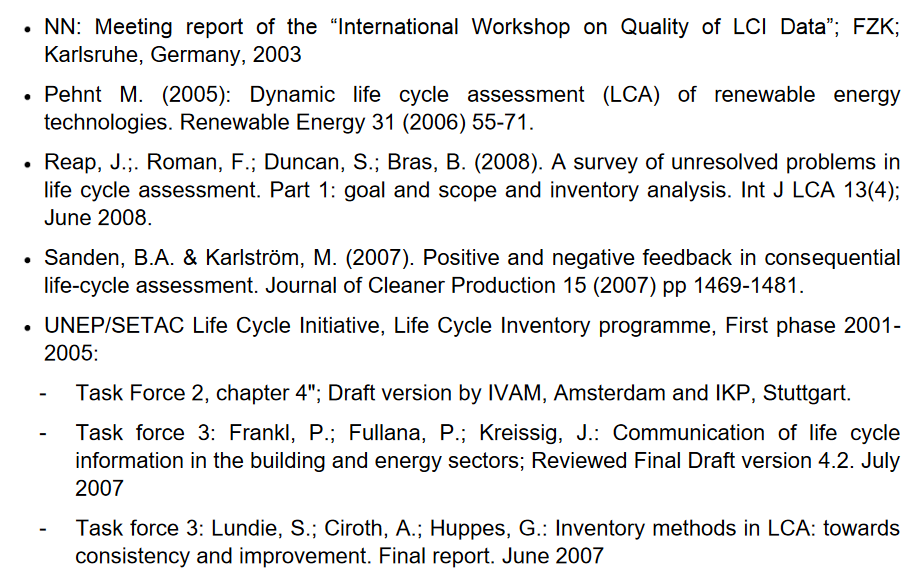 • NN: Meeting report of the “International Workshop on Quality of LCI Data”; FZK;
Karlsruhe, Germany, 2003
• Pehnt M. (2005): Dynamic life cycle assessment (LCA) of renewable energy
technologies. Renewable Energy 31 (2006) 55-71.
• Reap, J.;. Roman, F.; Duncan, S.; Bras, B. (2008). A survey of unresolved problems in
life cycle assessment. Part 1: goal and scope and inventory analysis. Int J LCA 13(4);
June 2008.
• Sanden, B.A. & Karlström, M. (2007). Positive and negative feedback in consequential
life-cycle assessment. Journal of Cleaner Production 15 (2007) pp 1469-1481.
• UNEP/SETAC Life Cycle Initiative, Life Cycle Inventory programme, First phase 2001-
2005:
- Task Force 2, chapter 4"; Draft version by IVAM, Amsterdam and IKP, Stuttgart.
- Task force 3: Frankl, P.; Fullana, P.; Kreissig, J.: Communication of life cycle
information in the building and energy sectors; Reviewed Final Draft version 4.2. July
2007
- Task force 3: Lundie, S.; Ciroth, A.; Huppes, G.: Inventory methods in LCA: towards
consistency and improvement. Final report. June 2007